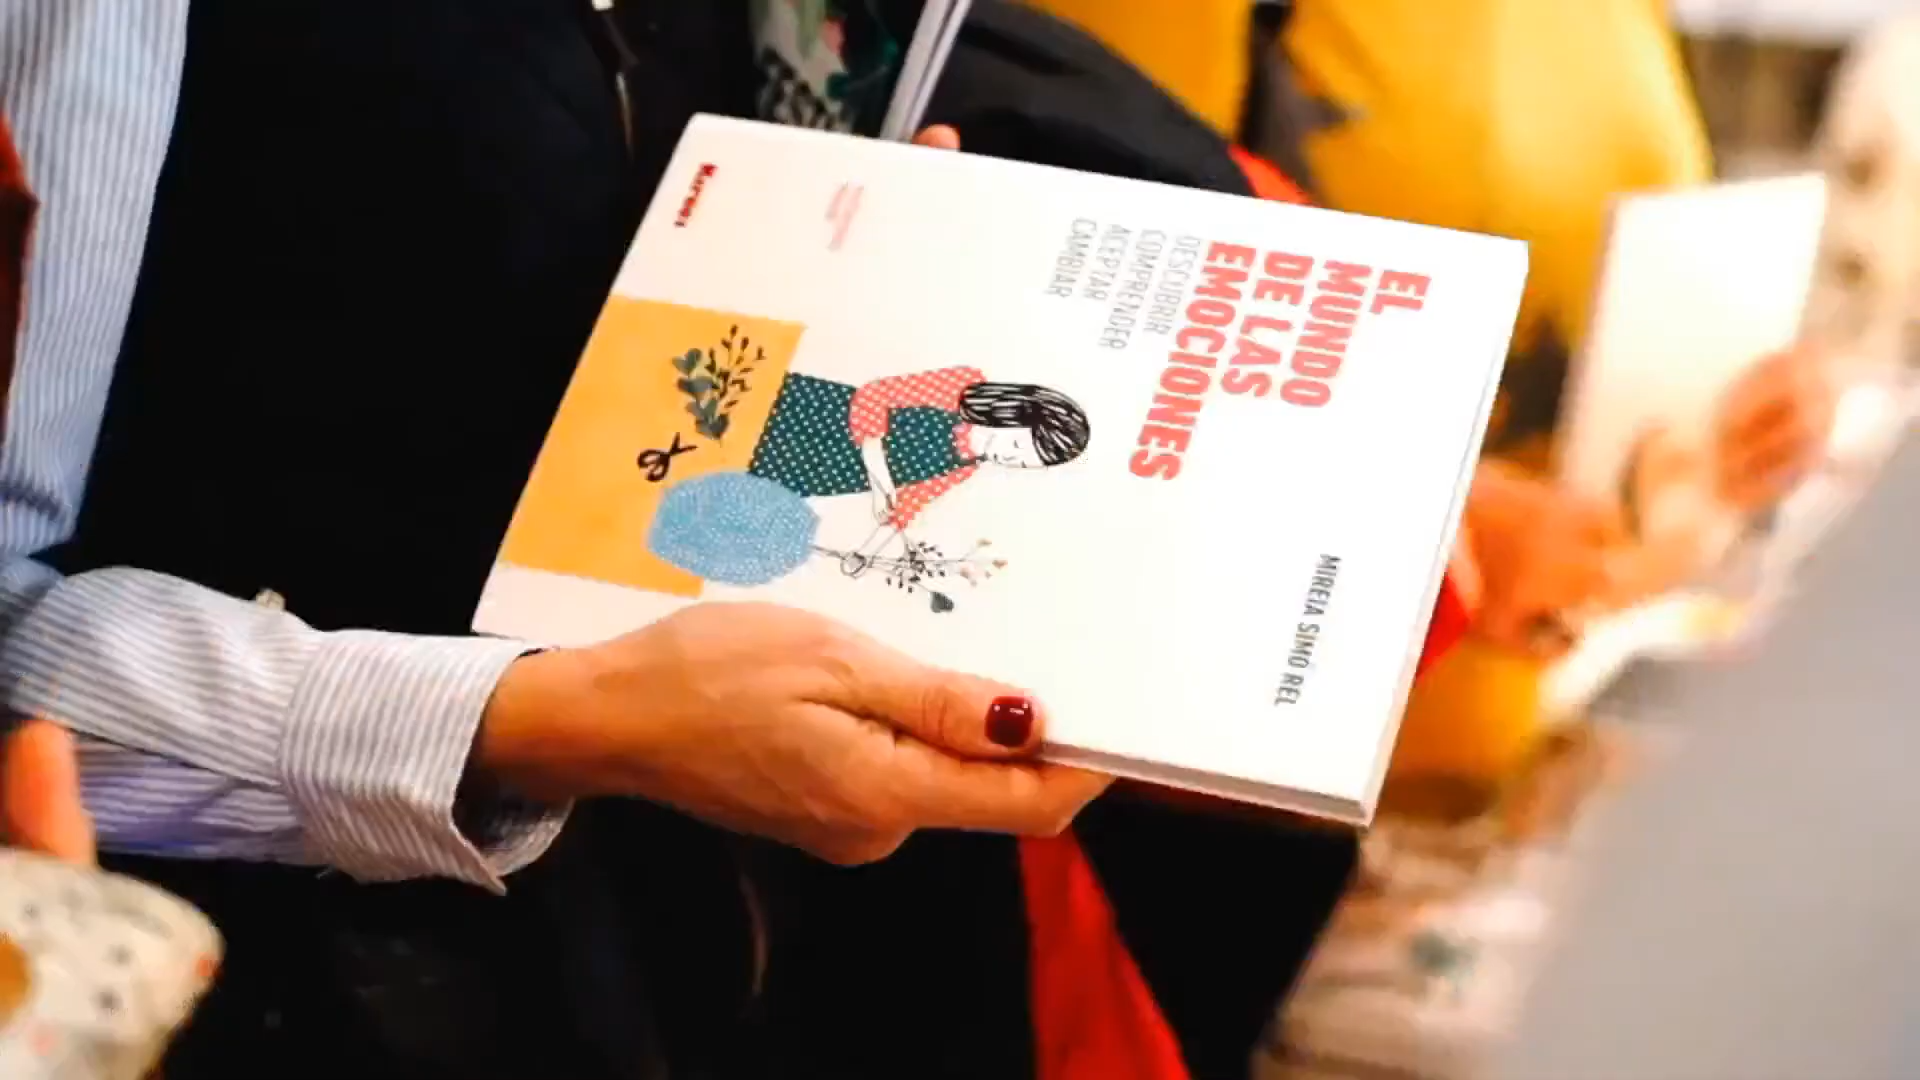 MIREIA SIMÓ REL
EL
MUNDO
DE LAS
EMOCIONES
DESCUBRIR
COMPRENDER
ACEPTAR
CAMBIAR